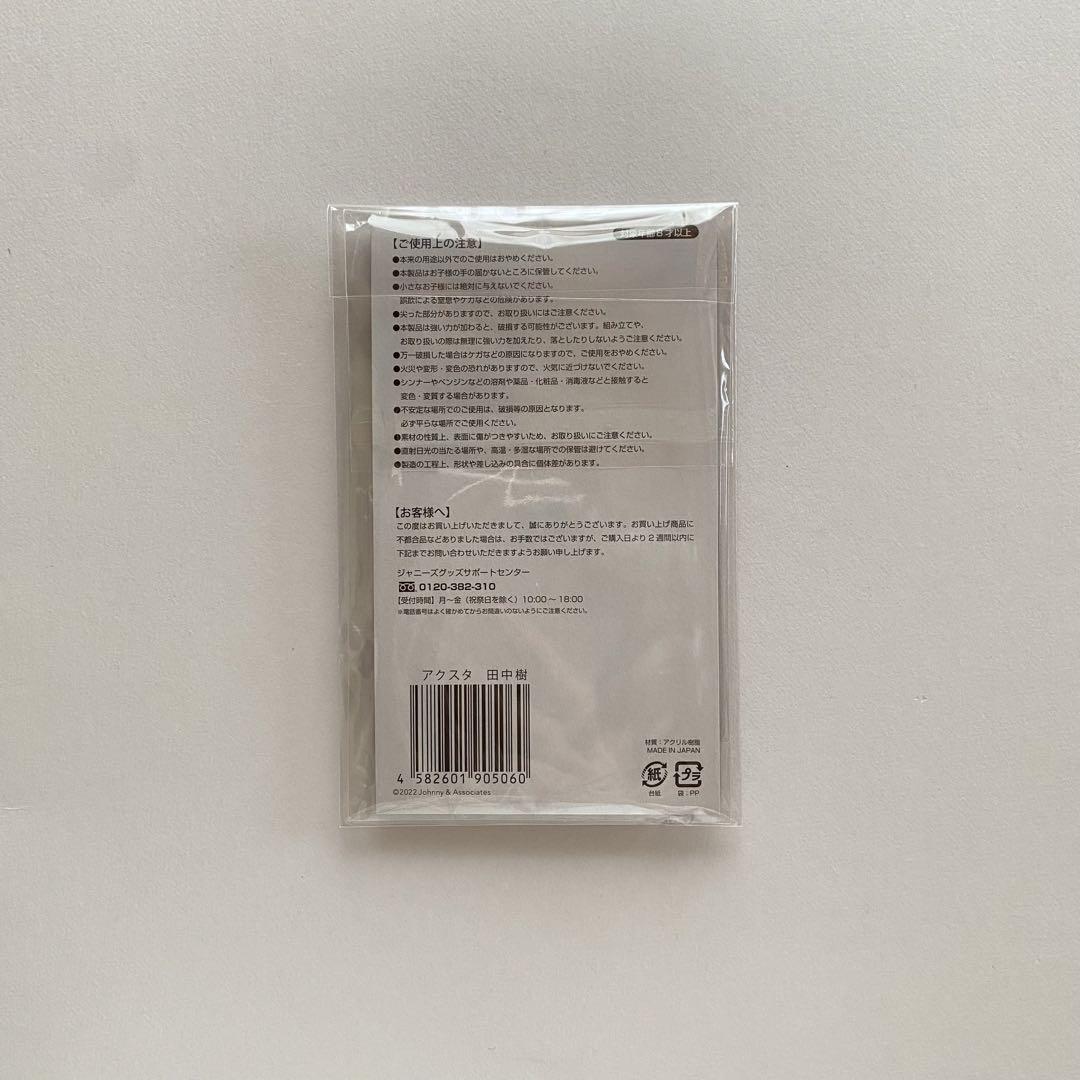 対象年齢8才以上
【ご使用上の注意】
●本来の用途以外でのご使用はおやめください。
●本製品はお子様の手の届かないところに保管してください。
●小さなお子様には絶対に与えないでください。
誤飲による窒息やケガなどの危険があります。
●尖った部分がありますので、お取り扱いにはご注意ください。
●本製品は強い力が加わると、破損する可能性がございます。組み立てや、
お取り扱いの際は無理に強い力を加えたり、落としたりしないようご注意ください。
●万一破損した場合はケガなどの原因になりますので、ご使用をおやめください。
●火災や変形・変色の恐れがありますので、火気に近づけないでください。
●シンナーやベンジンなどの溶剤や薬品・化粧品・消毒液などと接触すると
変色・変質する場合があります。
●不安定な場所でのご使用は、破損等の原因となります。
必ず平らな場所でご使用ください。
●素材の性質上、表面に傷がつきやすいため、お取り扱いにご注意ください。
●直射日光の当たる場所や、高温・多湿な場所での保管は避けてください。
●製造の工程上、形状や差し込みの具合に個体差があります。
【お客様へ】
この度はお買い上げいただきまして、誠にありがとうございます。お買い上げ商品に
不都合品などありました場合は、お手数ではございますが、ご購入日より2週間以内に
下記までお問い合わせいただきますようお願い申し上げます。
ジャニーズグッズサポートセンター
0120-382-310
【受付時間】月〜金（祝祭日を除く）10:00〜18:00
※電話番号はよく確かめてからお間違いのないようにご注意ください。
アクスタ 田中樹
4 582601 905060
©2022 Johnny & Associates
材質：アクリル樹脂
MADE IN JAPAN
紙 プラ
台紙 袋：PP